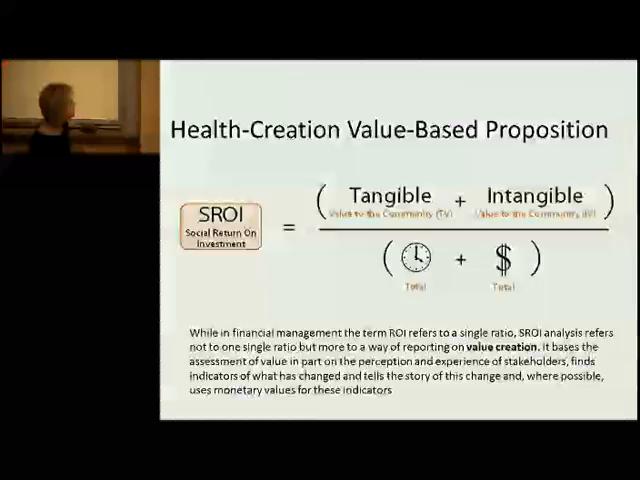 Health-Creation Value-Based Proposition
SROI
Social Return On
Investment
=
( Tangible + Intangible )
Value to the Community (TV) Value to the Community (IV)
( + $ )
Total Total
While in financial management the term ROI refers to a single ratio, SROI analysis refers
not to one single ratio but more to a way of reporting on value creation. It bases the
assessment of value in part on the perception and experience of stakeholders, finds
indicators of what has changed and tells the story of this change and, where possible,
uses monetary values for these indicators